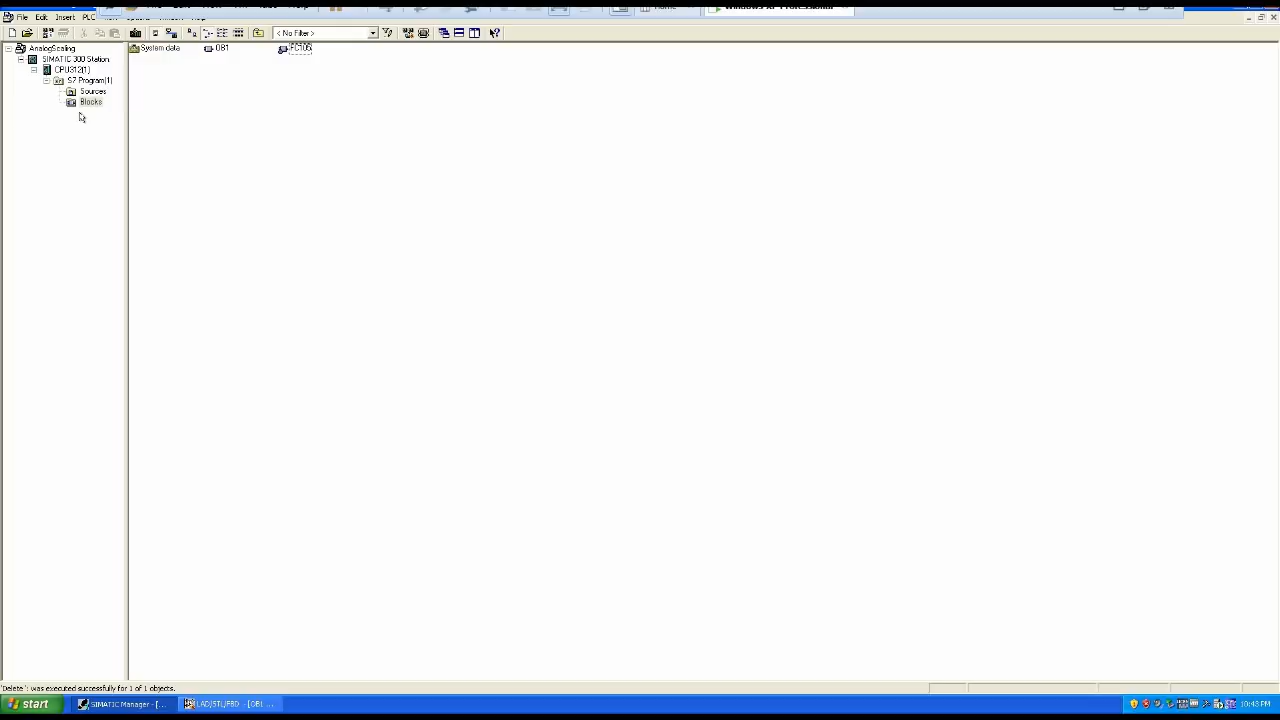 File Edit Insert PLC
< No Filter >
AnalogScaling
SIMATIC 300 Station
CPU312(1)
S7 Program(1)
Sources
Blocks
System data
OB1
FC105
'Delete': was executed successfully for 1 of 1 objects.
start
SIMATIC Manager - [...
LAD/STL/FBD - [OB1 ...
10:43 PM